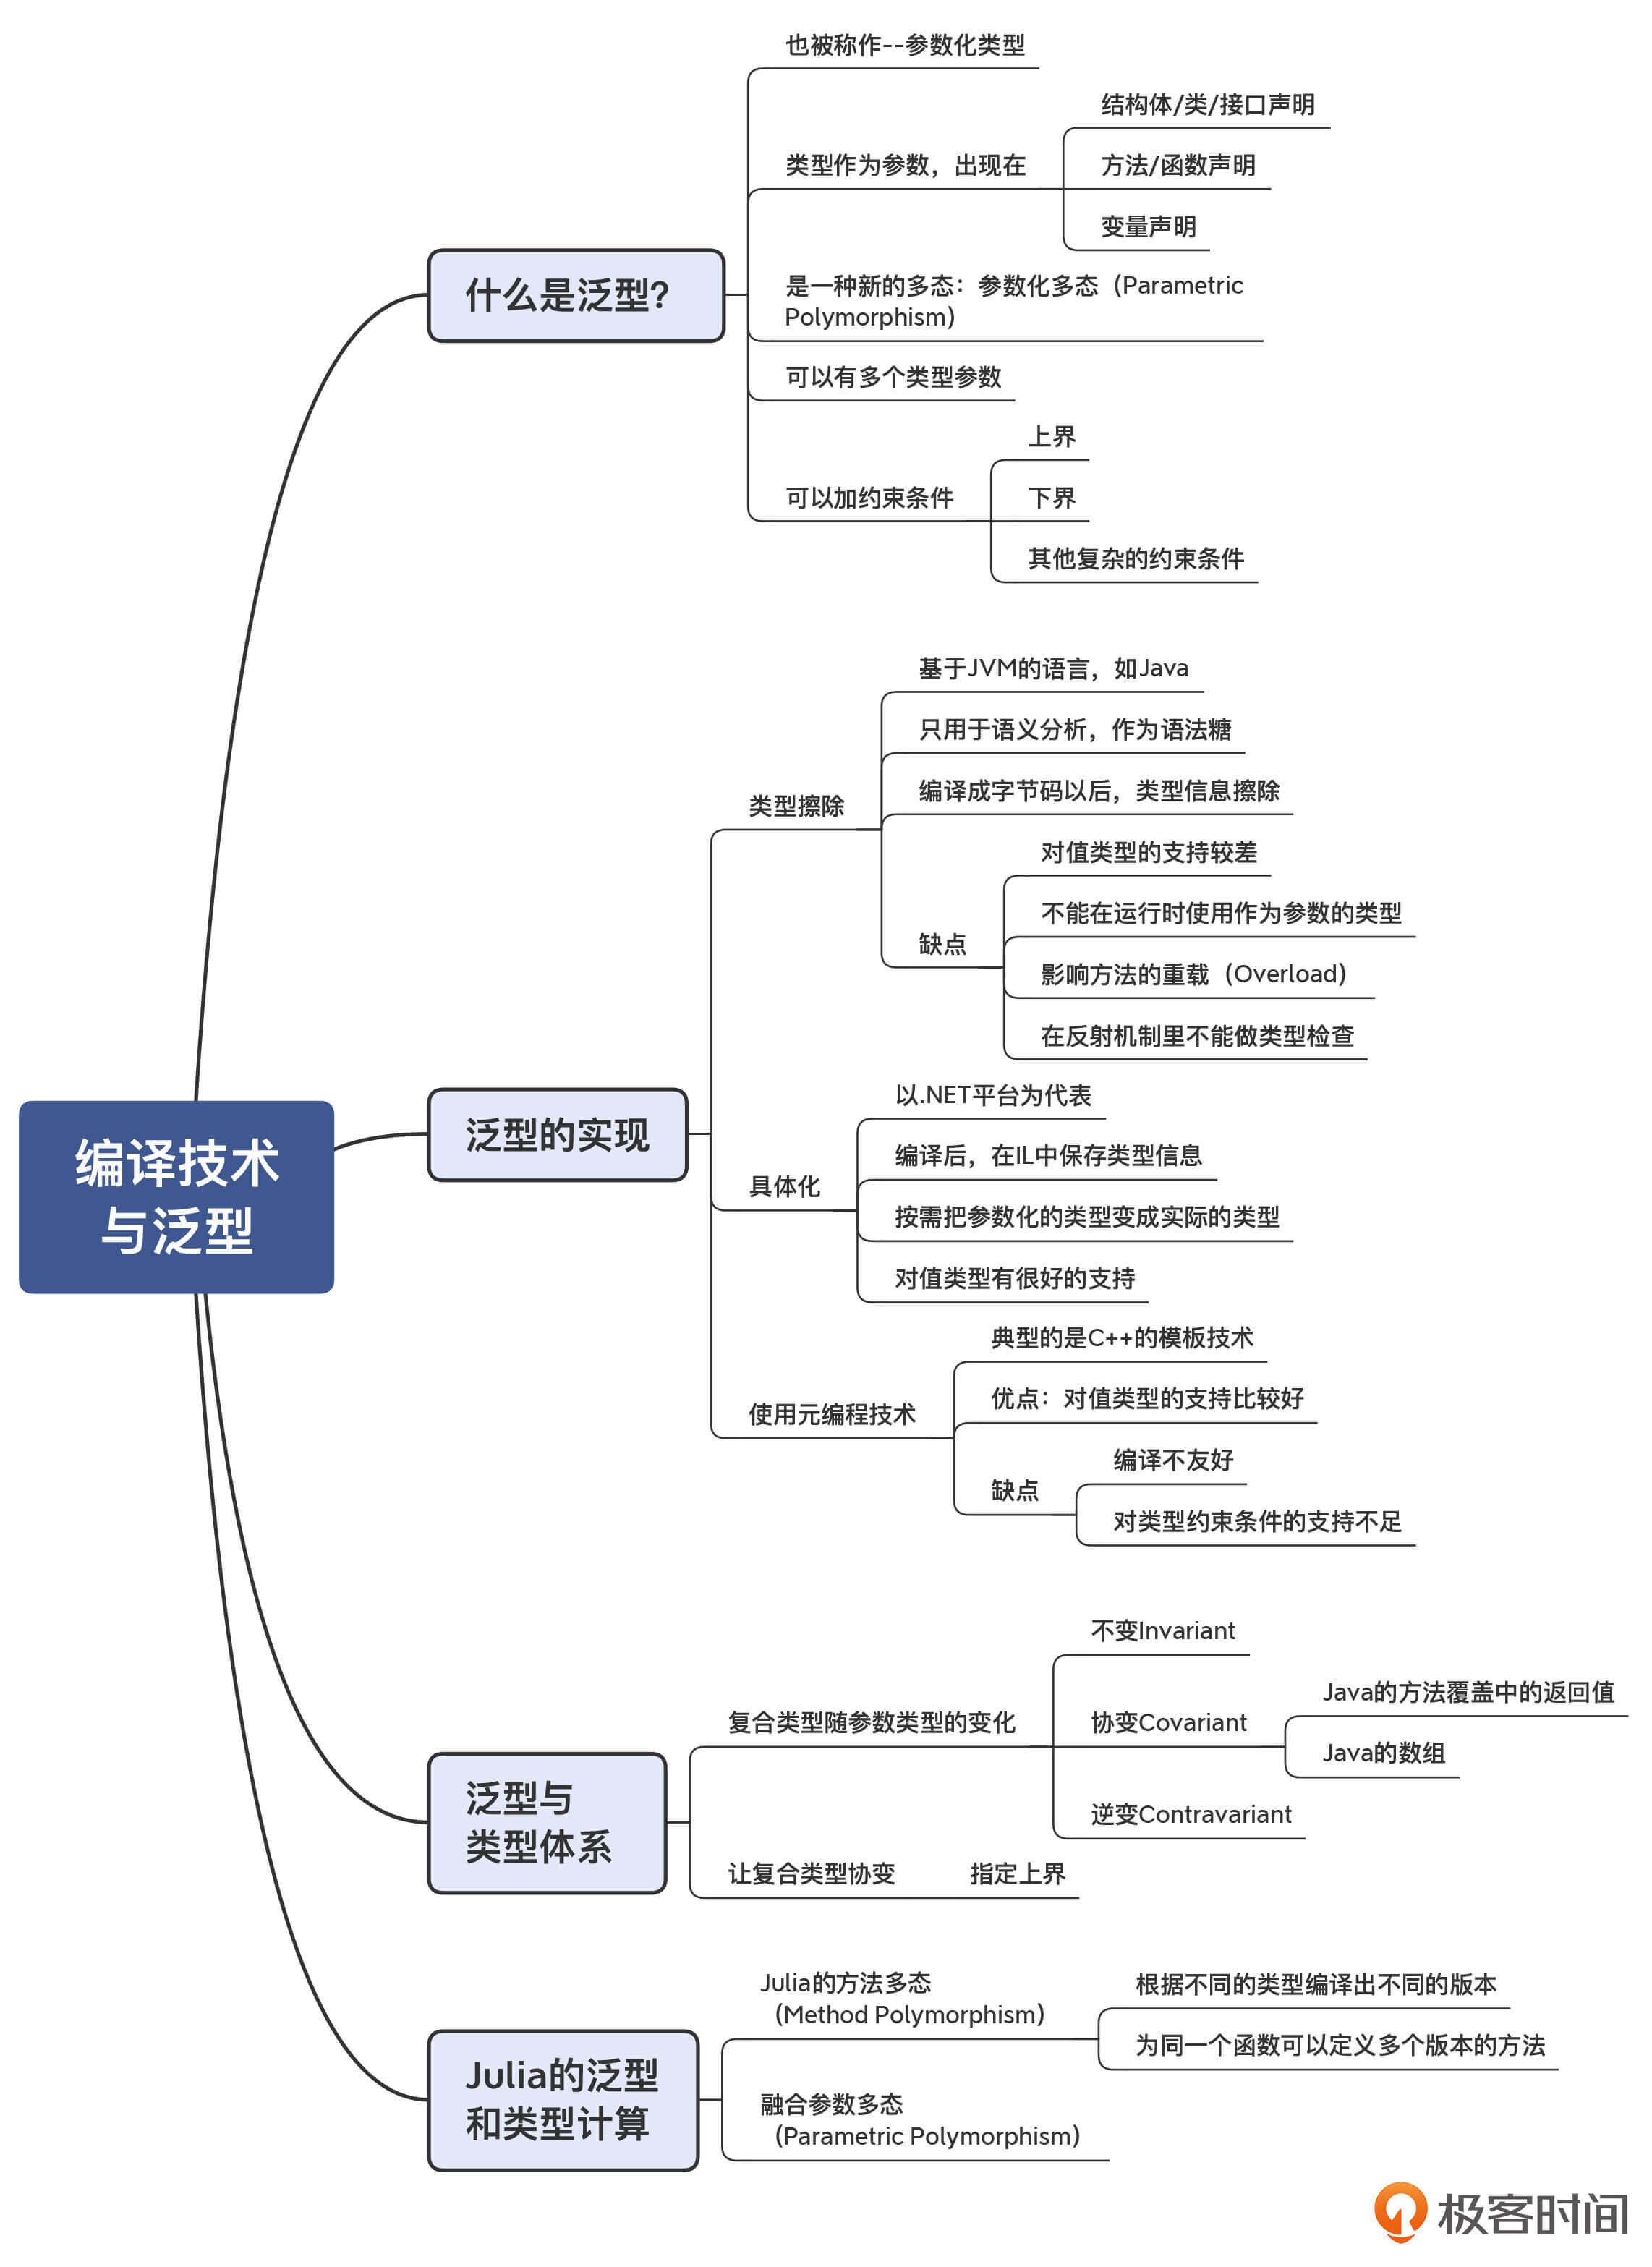 编译技术
与泛型
什么是泛型？
也被称作--参数化类型
类型作为参数，出现在
结构体/类/接口声明
方法/函数声明
变量声明
是一种新的多态：参数化多态（Parametric
Polymorphism）
可以有多个类型参数
可以加约束条件
上界
下界
其他复杂的约束条件
泛型的实现
类型擦除
基于JVM的语言，如Java
只用于语义分析，作为语法糖
编译成字节码以后，类型信息擦除
缺点
对值类型的支持较差
不能在运行时使用作为参数的类型
影响方法的重载（Overload）
在反射机制里不能做类型检查
具体化
以.NET平台为代表
编译后，在IL中保存类型信息
按需把参数化的类型变成实际的类型
对值类型有很好的支持
使用元编程技术
典型的是C++的模板技术
优点：对值类型的支持比较好
缺点
编译不友好
对类型约束条件的支持不足
泛型与
类型体系
复合类型随参数类型的变化
不变Invariant
协变Covariant
Java的方法覆盖中的返回值
Java的数组
逆变Contravariant
让复合类型协变
指定上界
Julia的泛型
和类型计算
Julia的方法多态
（Method Polymorphism）
根据不同的类型编译出不同的版本
为同一个函数可以定义多个版本的方法
融合参数多态
（Parametric Polymorphism）
极客时间